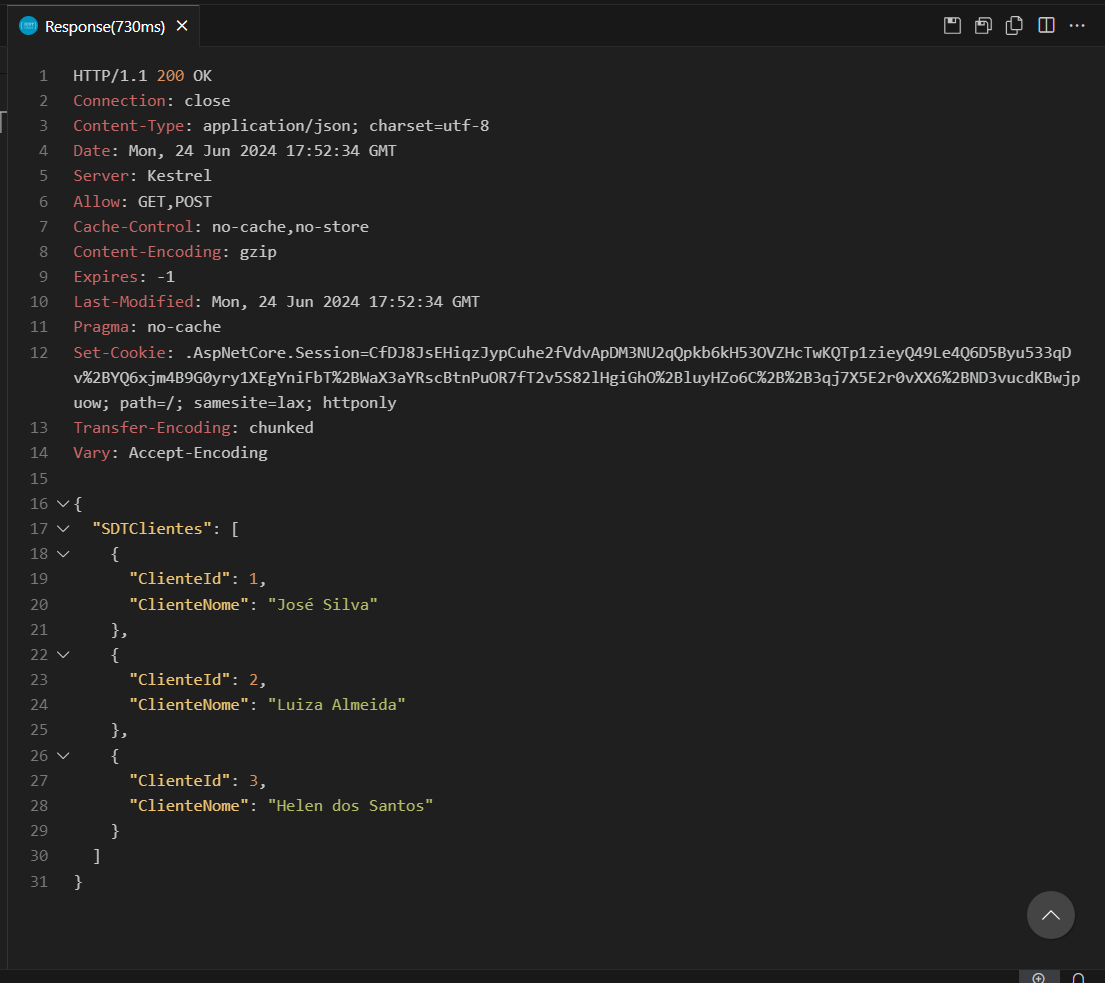 Response(730ms)
1 HTTP/1.1 200 OK
2 Connection: close
3 Content-Type: application/json; charset=utf-8
4 Date: Mon, 24 Jun 2024 17:52:34 GMT
5 Server: Kestrel
6 Allow: GET,POST
7 Cache-Control: no-cache,no-store
8 Content-Encoding: gzip
9 Expires: -1
10 Last-Modified: Mon, 24 Jun 2024 17:52:34 GMT
11 Pragma: no-cache
12 Set-Cookie: .AspNetCore.Session=CfDJ8JsEHiqzJypCuhe2fVdvApDM3NU2qQpkb6kH53OVZHcTwKQTp1zieyQ49Le4Q6D5Byu533qD
v%2BYQ6xjm4B9G0yry1XEgYniFbT%2BWaX3aYRscBtnPuOR7fT2v5S82lHgiGhO%2BluyHZo6C%2B%2B3qj7X5E2r0vXX6%2BND3vucdKBwjp
uow; path=/; samesite=lax; httponly
13 Transfer-Encoding: chunked
14 Vary: Accept-Encoding
15
16 {
17 "SDTClientes": [
18 {
19 "ClienteId": 1,
20 "ClienteNome": "José Silva"
21 },
22 {
23 "ClienteId": 2,
24 "ClienteNome": "Luiza Almeida"
25 },
26 {
27 "ClienteId": 3,
28 "ClienteNome": "Helen dos Santos"
29 }
30 ]
31 }